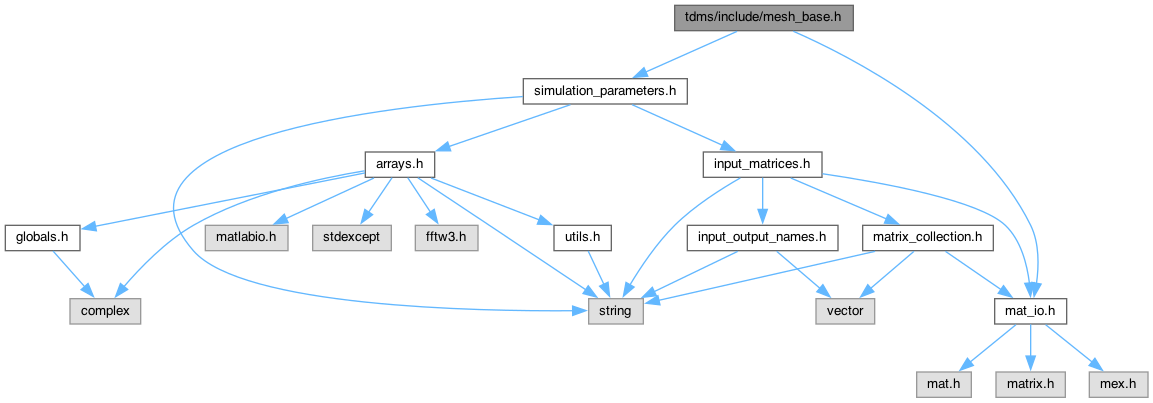 tdms/include/mesh_base.h
simulation_parameters.h
arrays.h
input_matrices.h
globals.h
matlabio.h
stdexcept
fftw3.h
utils.h
input_output_names.h
matrix_collection.h
complex
string
vector
mat_io.h
mat.h
matrix.h
mex.h